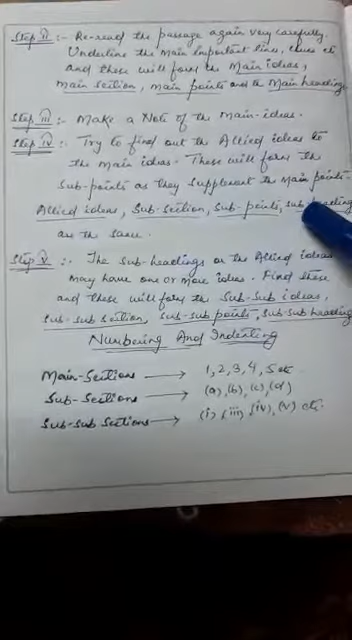 Step ii :- Re-read the passage again very carefully.
Underline the main important line, clues etc
and these will form the Main ideas,
main section, main points and the Main headings
Step iii :- Make a Note of the main-ideas.
Step iv :- Try to find out the Allied ideas to
the main ideas. These will form the
Sub-points as they supplement the main points.
Allied ideas, Sub-section, Sub-points, sub
are the same.
Step v :- The Sub-headings or the Allied ideas
may have one or more ideas. Find these
and these will form the Sub-sub ideas,
Sub-sub section, Sub-sub points, Sub-sub heading
Numbering And Indenting
Main-Sections → 1, 2, 3, 4, 5 etc
Sub-Sections → (a), (b), (c), (d)
Sub-sub Sections → (i), (iii), (iv), (v) etc.